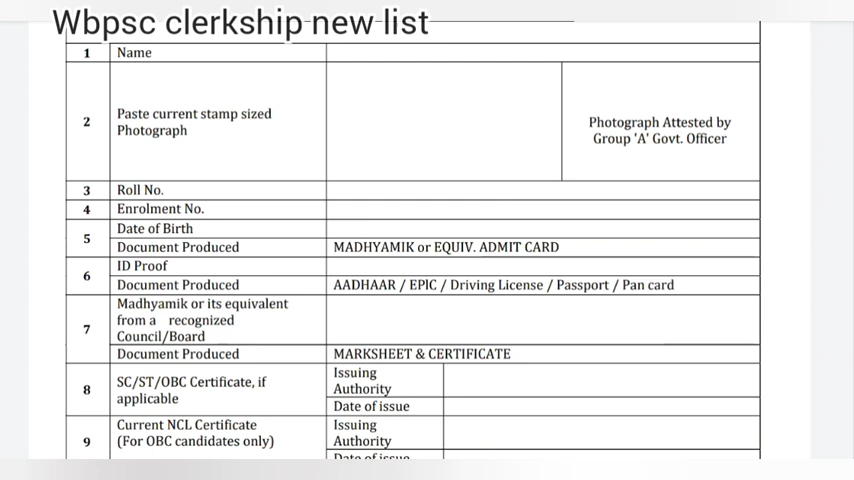 Wbpsc clerkship new list
1 Name
2 Paste current stamp sized
Photograph
Photograph Attested by
Group 'A' Govt. Officer
3 Roll No.
4 Enrolment No.
5 Date of Birth
Document Produced MADHYAMIK or EQUIV. ADMIT CARD
6 ID Proof
Document Produced AADHAAR / EPIC / Driving License / Passport / Pan card
7 Madhyamik or its equivalent
from a recognized
Council/Board
Document Produced MARKSHEET & CERTIFICATE
8 SC/ST/OBC Certificate, if
applicable
Issuing
Authority
Date of issue
9 Current NCL Certificate
(For OBC candidates only)
Issuing
Authority
Date of issue